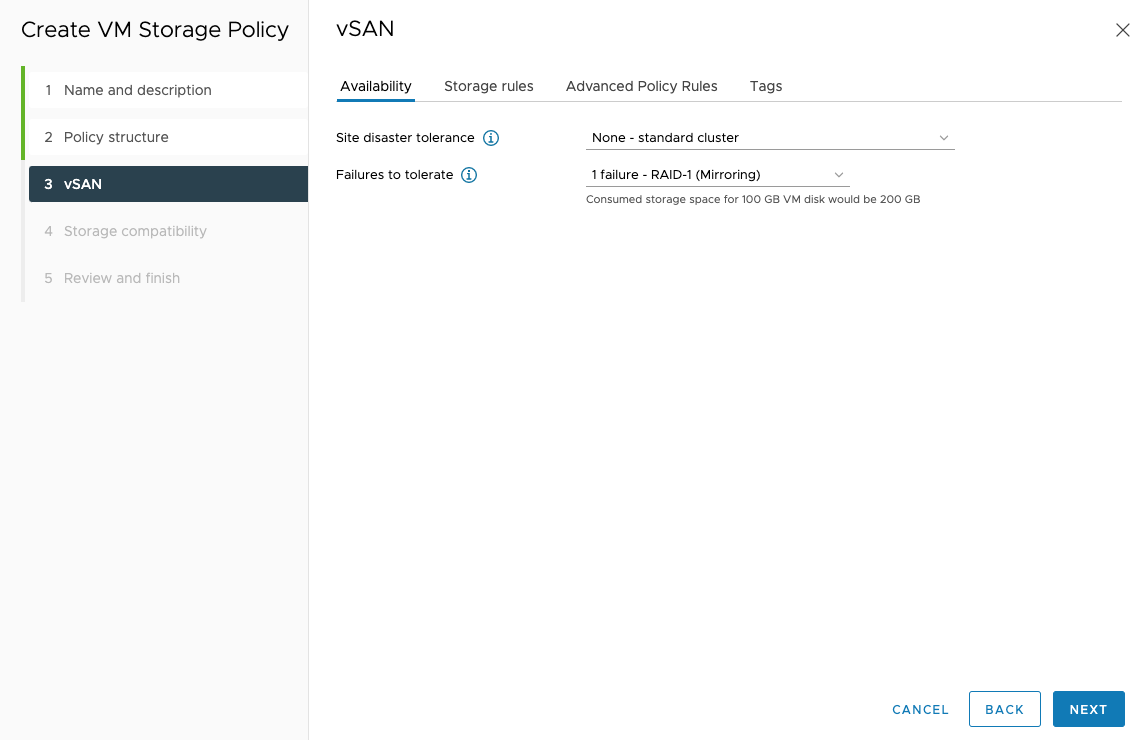 Create VM Storage Policy
1 Name and description
2 Policy structure
3 vSAN
4 Storage compatibility
5 Review and finish
vSAN
Availability Storage rules Advanced Policy Rules Tags
Site disaster tolerance None - standard cluster
Failures to tolerate 1 failure - RAID-1 (Mirroring)
Consumed storage space for 100 GB VM disk would be 200 GB
CANCEL BACK NEXT